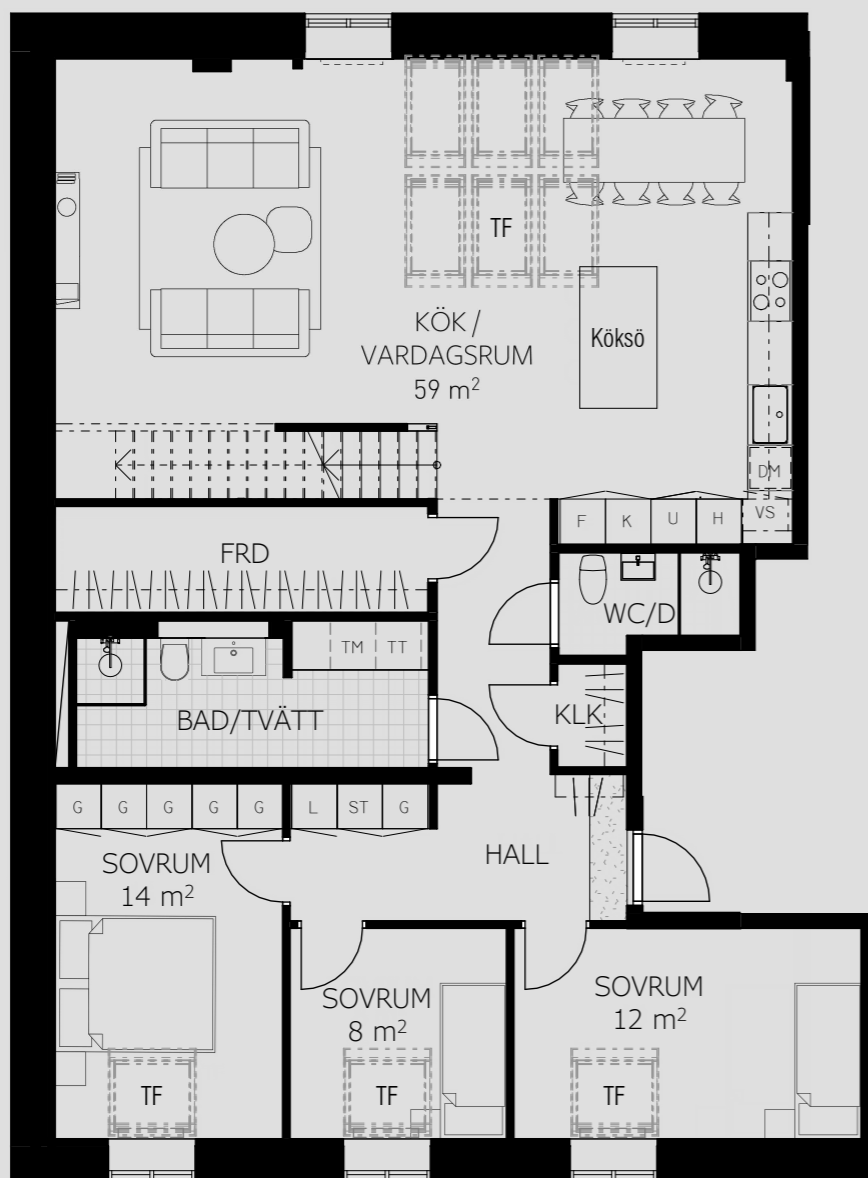 TF
KÖK /
VARDAGSRUM
59 m²
Köksö
DM
VS
F K U H
FRD
WC/D
TM TT
BAD/TVÄTT
KLK
G G G G G L ST G
HALL
SOVRUM
14 m²
SOVRUM
8 m²
SOVRUM
12 m²
TF
TF
TF